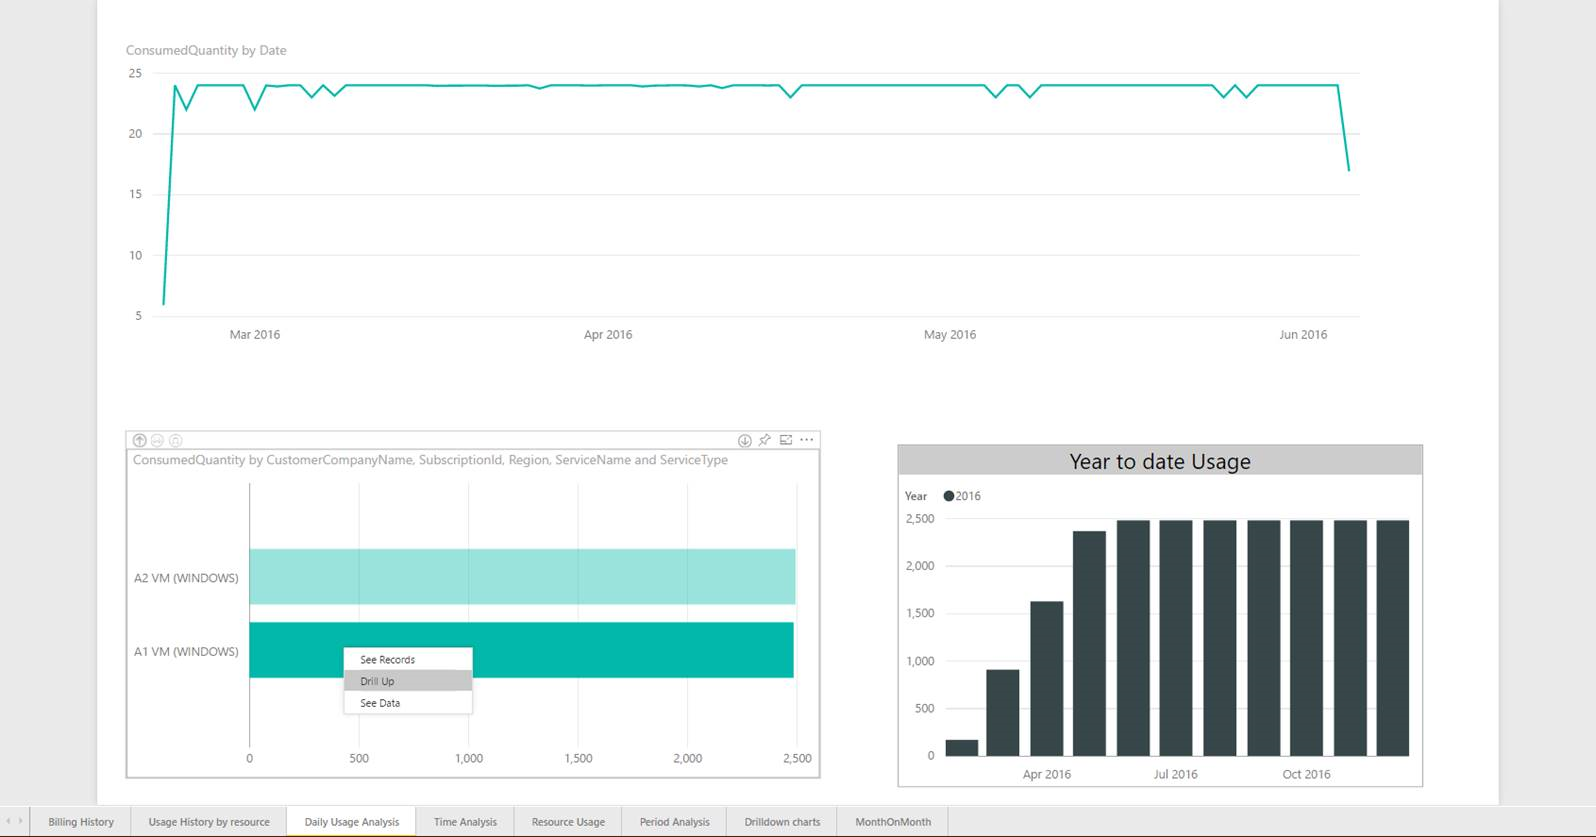 ConsumedQuantity by Date
25
20
15
10
5
Mar 2016 Apr 2016 May 2016 Jun 2016
ConsumedQuantity by CustomerCompanyName, SubscriptionId, Region, ServiceName and ServiceType
A2 VM (WINDOWS)
A1 VM (WINDOWS)
See Records
Drill Up
See Data
0 500 1,000 1,500 2,000 2,500
Year to date Usage
Year 2016
2,500
2,000
1,500
1,000
500
0
Apr 2016 Jul 2016 Oct 2016
Billing History Usage History by resource Daily Usage Analysis Time Analysis Resource Usage Period Analysis Drilldown charts MonthOnMonth